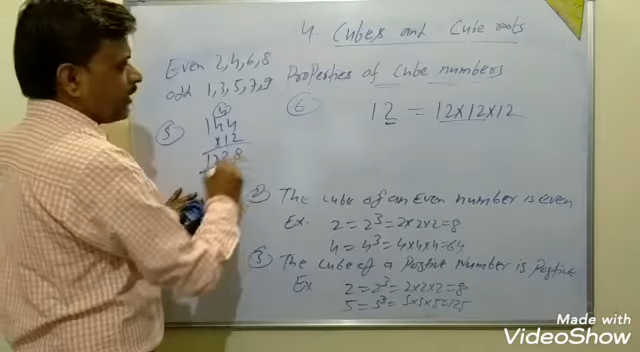 4. Cubes and Cube roots
Even 2,4,6,8
odd 1,3,5,7,9
Properties of Cube numbers
5
144
×12
1228
6
12 = 12×12×12
The cube of an Even number is even
Ex- 2 = 2³ = 2×2×2 = 8
4 = 4³ = 4×4×4 = 64
3 The cube of a Positive Number is Positive
Ex 2 = 2³ = 2×2×2 = 8
5 = 5³ = 5×5×5 = 125
Made with
VideoShow